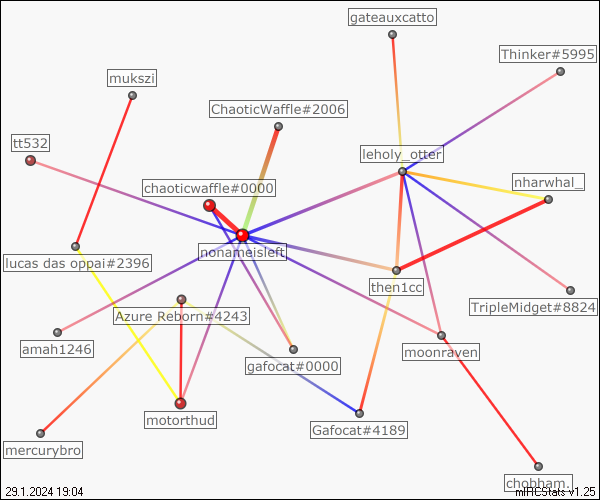 gateauxcatto
Thinker#5995
mukszi
ChaoticWaffle#2006
tt532
leholy_otter
nharwhal_
chaoticwaffle#0000
nonameisleft
lucas das oppai#2396
then1cc
TripleMidget#8824
Azure Reborn#4243
amah1246
gafocat#0000
moonraven
motorthud
Gafocat#4189
mercurybro
chobham.
29.1.2024 19:04
mIRCStats v1.25